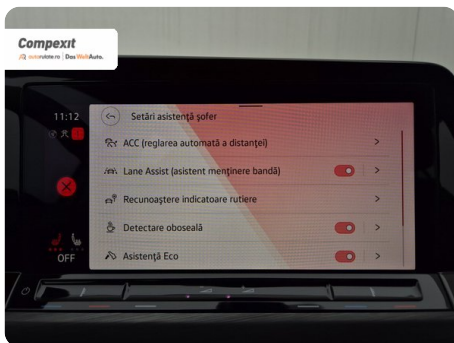 Compexit
autorulate.ro | Das WeltAuto.
11:12
Setări asistență șofer
ACC (reglarea automată a distanței)
Lane Assist (asistent menținere bandă)
Recunoaștere indicatoare rutiere
Detectare oboseală
Asistență Eco
OFF